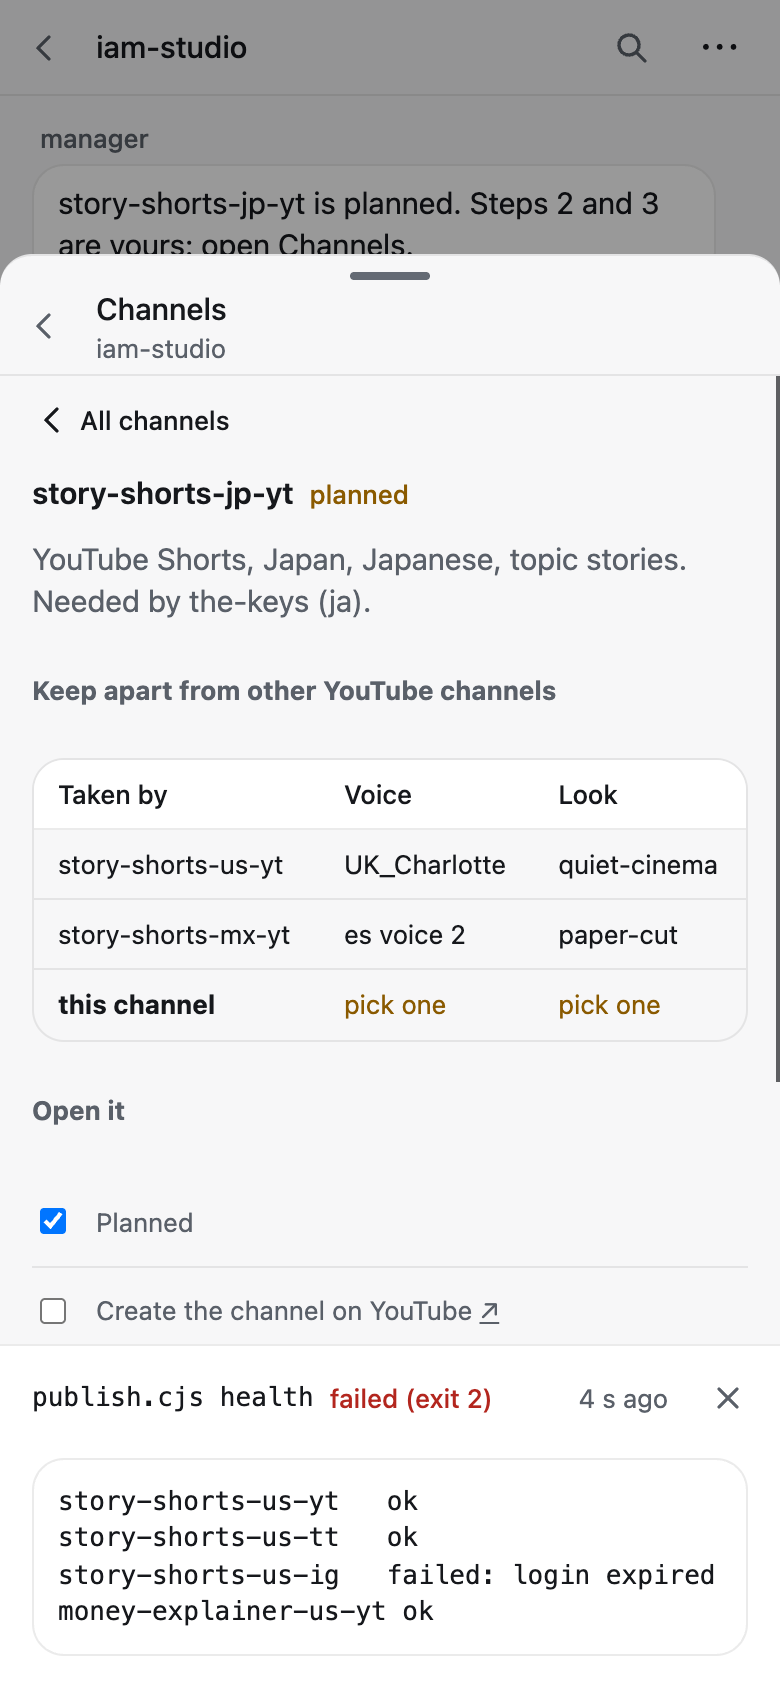 iam-studio
manager
story-shorts-jp-yt is planned. Steps 2 and 3
are yours: open Channels.
Channels
iam-studio
All channels
story-shorts-jp-yt planned
YouTube Shorts, Japan, Japanese, topic stories.
Needed by the-keys (ja).
Keep apart from other YouTube channels
Taken by Voice Look
story-shorts-us-yt UK_Charlotte quiet-cinema
story-shorts-mx-yt es voice 2 paper-cut
this channel pick one pick one
Open it
Planned
Create the channel on YouTube ↗
publish.cjs health failed (exit 2) 4 s ago
story-shorts-us-yt ok
story-shorts-us-tt ok
story-shorts-us-ig failed: login expired
money-explainer-us-yt ok